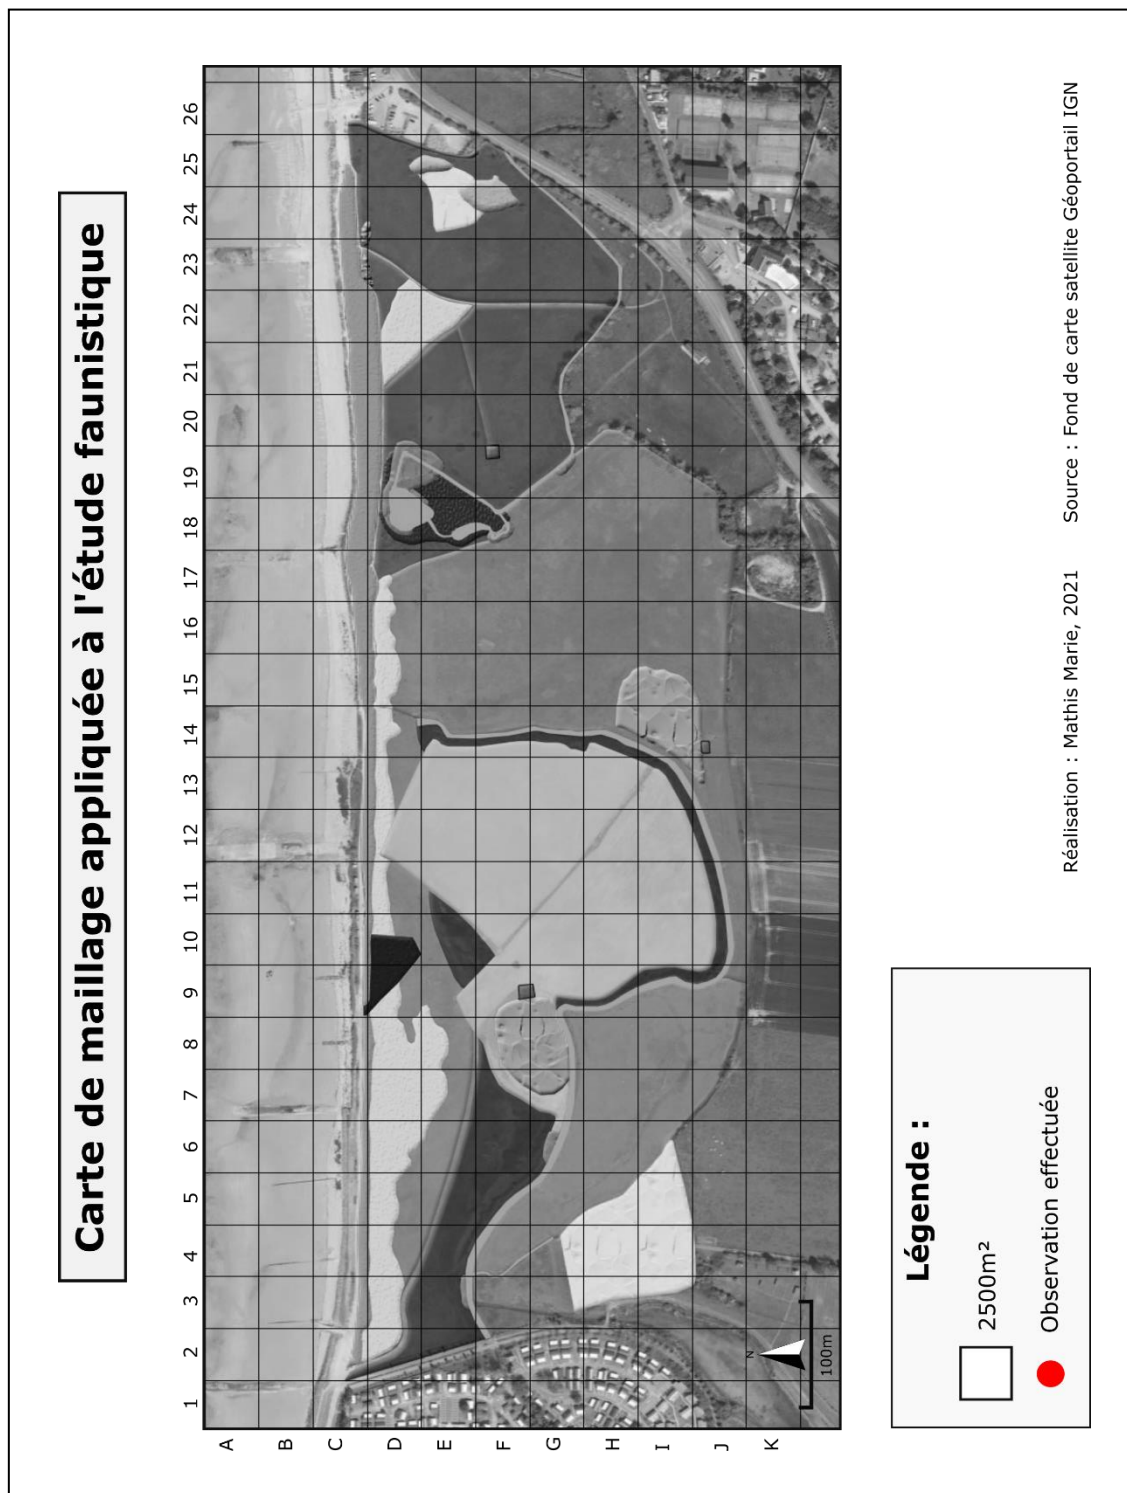 Carte de maillage appliquée à l'étude faunistique
A
B
C
D
E
F
G
H
I
J
K
1
2
3
4
5
6
7
8
9
10
11
12
13
14
15
16
17
18
19
20
21
22
23
24
25
26
N
100m
Légende :
2500m²
Observation effectuée
Réalisation : Mathis Marie, 2021
Source : Fond de carte satellite Géoportail IGN